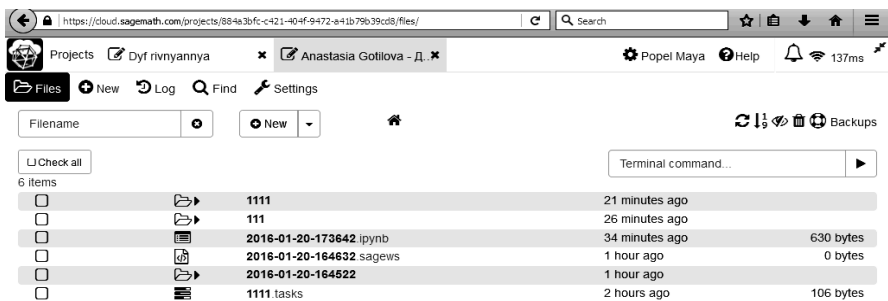 https://cloud.sagemath.com/projects/884a3bfc-c421-404f-9472-a41b79b39cd8/files/ Search
Projects Dyf rivnyannya Anastasia Gotilova - Д.. Popel Maya Help 137ms
Files New Log Find Settings
Filename New Backups
Check all Terminal command...
6 items
1111 21 minutes ago
111 26 minutes ago
2016-01-20-173642.ipynb 34 minutes ago 630 bytes
2016-01-20-164632.sagews 1 hour ago 0 bytes
2016-01-20-164522 1 hour ago
1111.tasks 2 hours ago 106 bytes